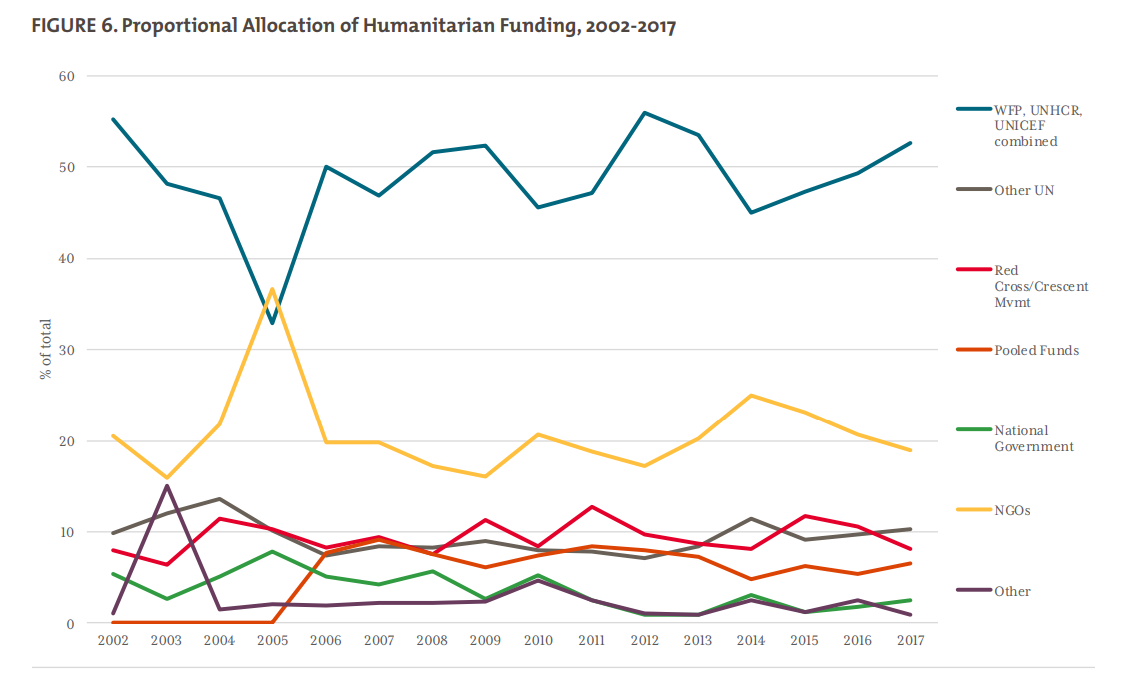 FIGURE 6. Proportional Allocation of Humanitarian Funding, 2002-2017
60
50
40
30
20
10
0
% of total
2002 2003 2004 2005 2006 2007 2008 2009 2010 2011 2012 2013 2014 2015 2016 2017
WFP, UNHCR,
UNICEF
combined
Other UN
Red
Cross/Crescent
Mvmt
Pooled Funds
National
Government
NGOs
Other